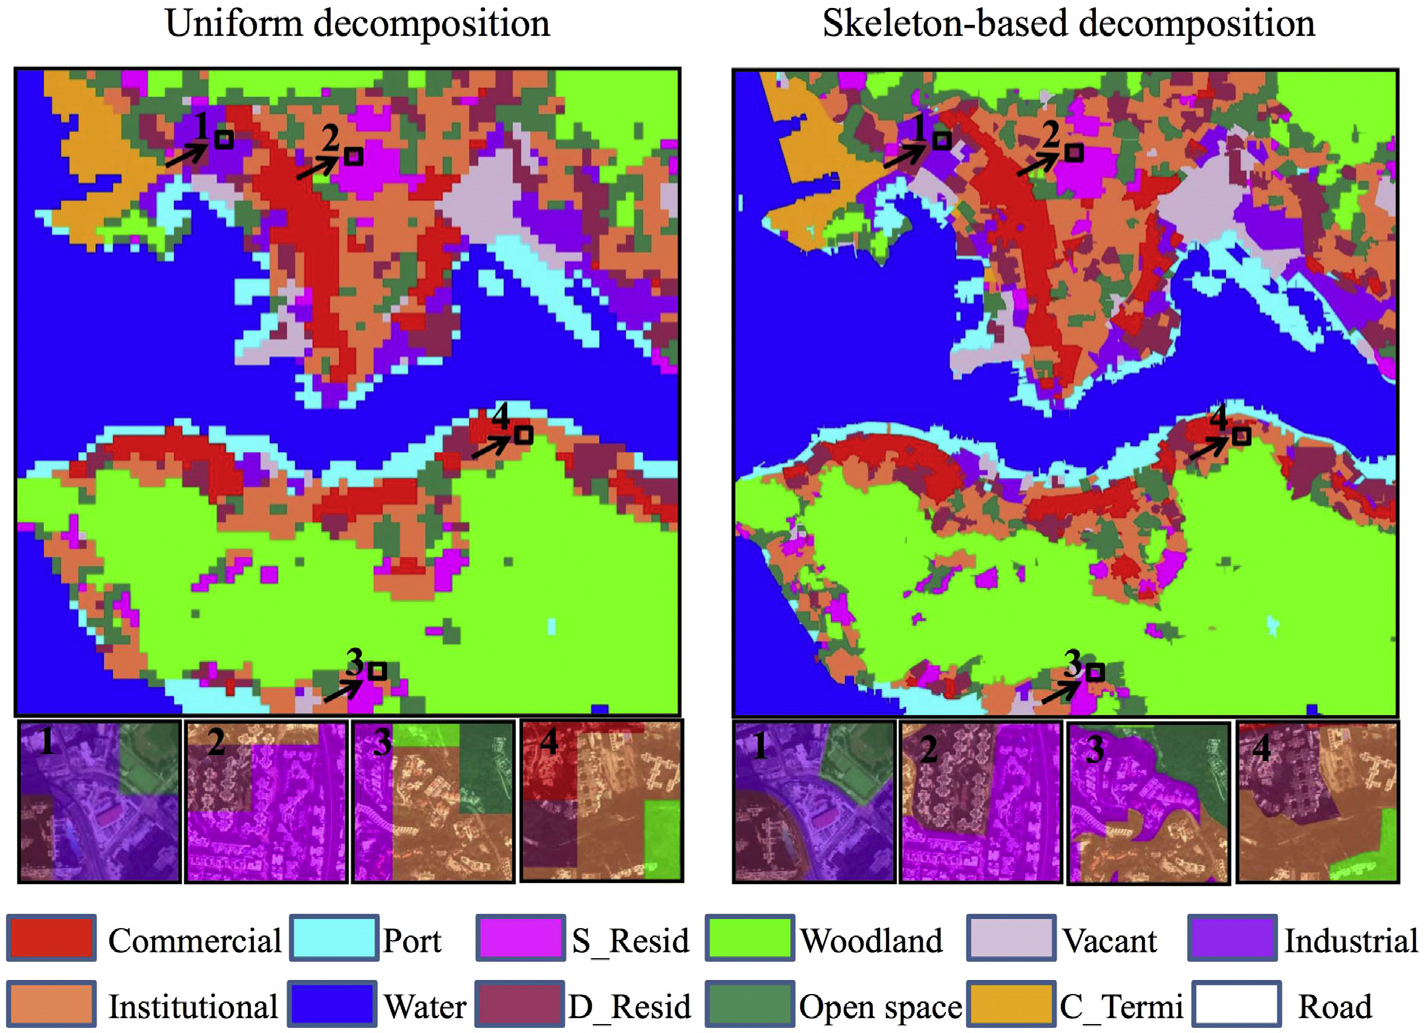 Uniform decomposition Skeleton-based decomposition
1 2 1 2
4 4
3 3
1 2 3 4 1 2 3 4
Commercial Port S_Resid Woodland Vacant Industrial
Institutional Water D_Resid Open space C_Termi Road